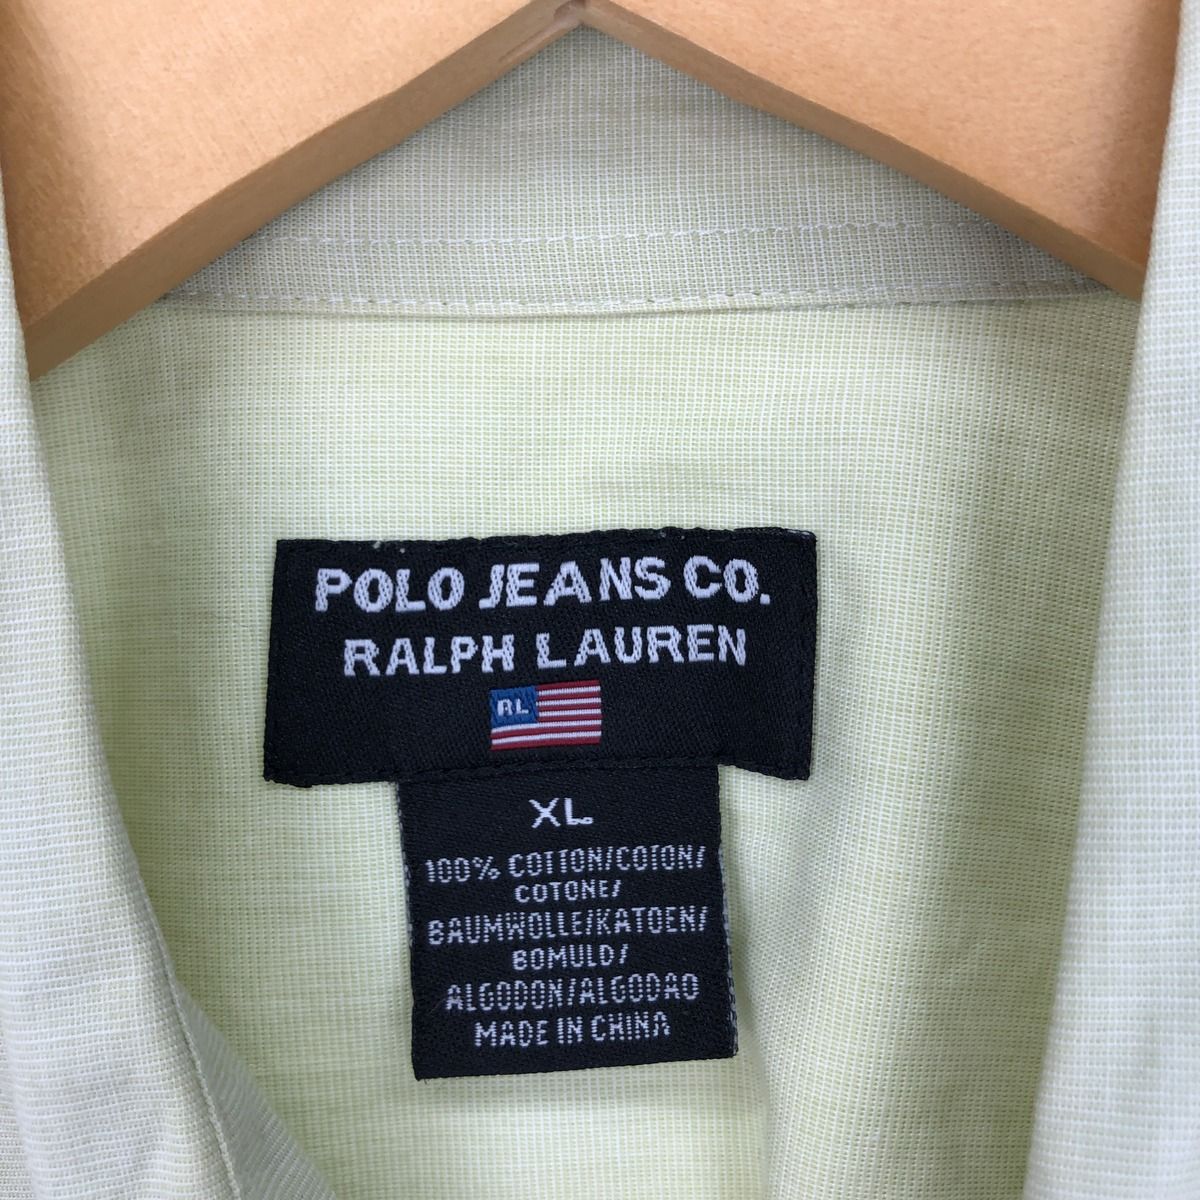 POLO JEANS CO.
RALPH LAUREN
RL
XL
100% COTTON/COTON/
COTONE/
BAUMWOLLE/KATOEN/
BOMULD/
ALGODON/ALGODAO
MADE IN CHINA